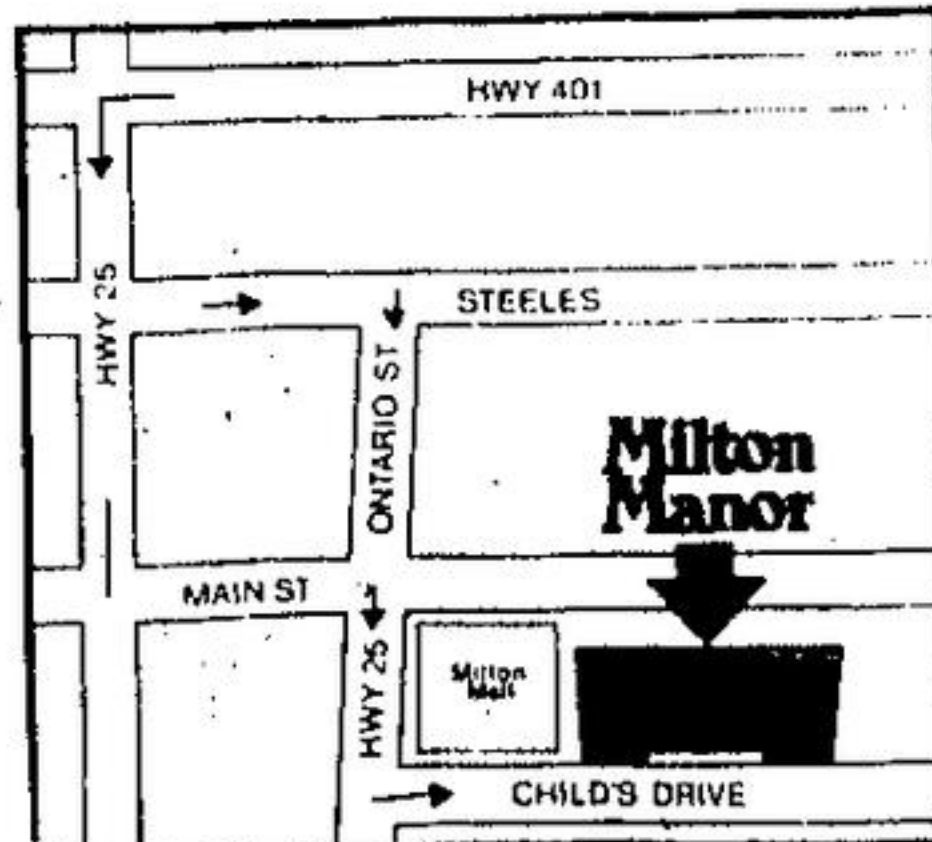 HWY 401
HWY 25
STEELES
ONTARIO ST
Milton
Manor
MAIN ST
HWY 25
Milton
Mall
CHILD'S DRIVE